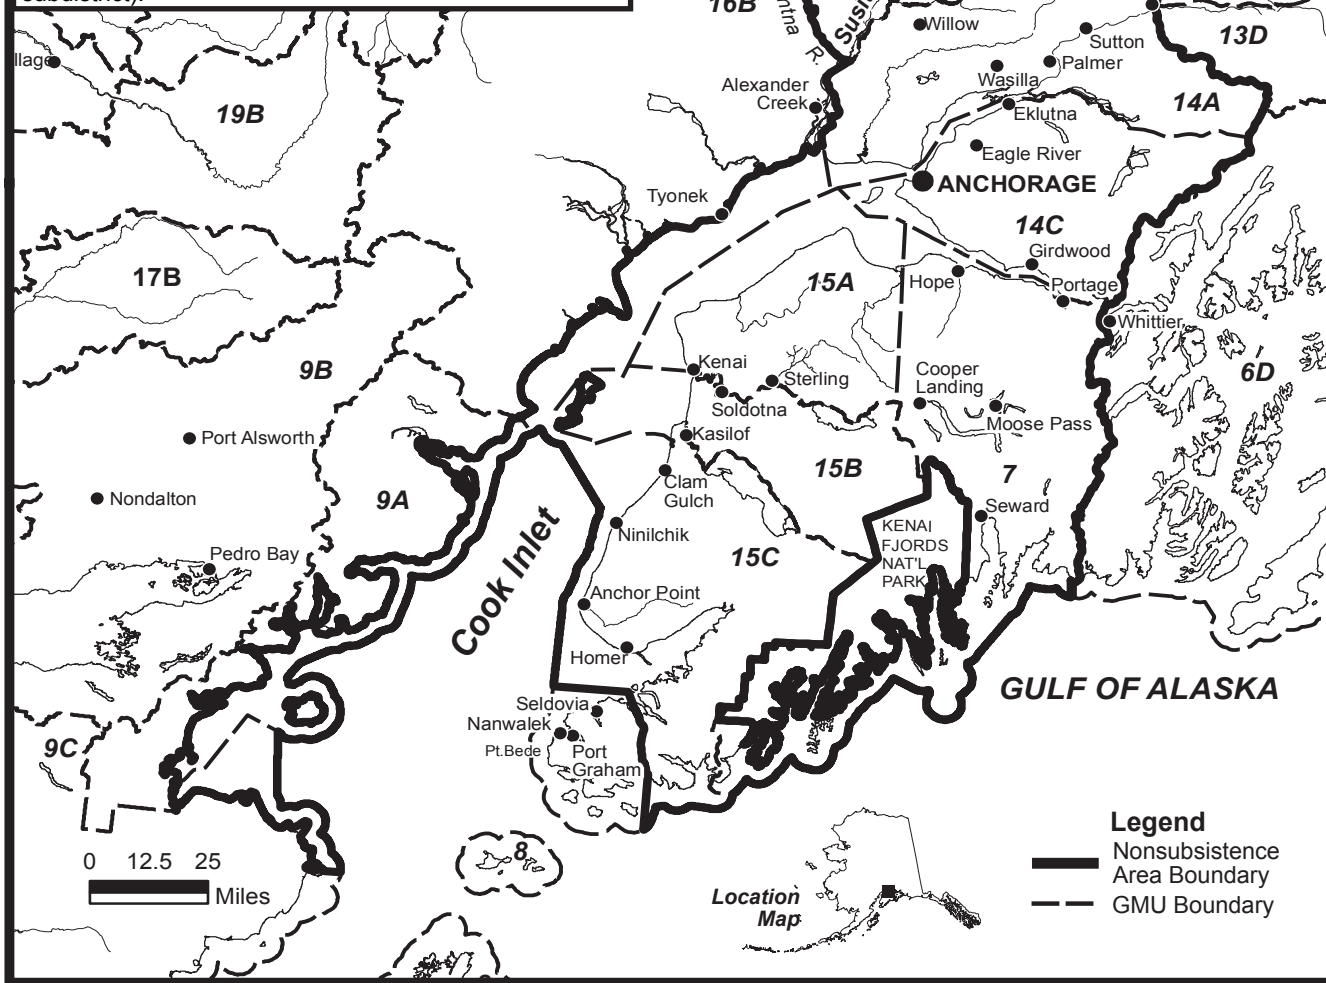 subdistrict).
16B
ntna
R.
Willow
Sutton
13D
llage
Palmer
Wasilla
Alexander
Creek
14A
19B
Eklutna
Eagle River
ANCHORAGE
Tyonek
14C
Girdwood
17B
15A
Hope
Portage
Whittier
9B
Kenai
Cooper
Landing
6D
Sterling
Soldotna
Moose Pass
Port Alsworth
Kasilof
15B
7
Clam
Gulch
Nondalton
9A
Seward
Cook Inlet
Ninilchik
KENAI
FJORDS
NAT'L
PARK
Pedro Bay
15C
Anchor Point
Homer
GULF OF ALASKA
Seldovia
Nanwalek
9C
Pt.Bede
Port
Graham
Legend
Nonsubsistence
Area Boundary
GMU Boundary
0 12.5 25
Miles
8
Location
Map